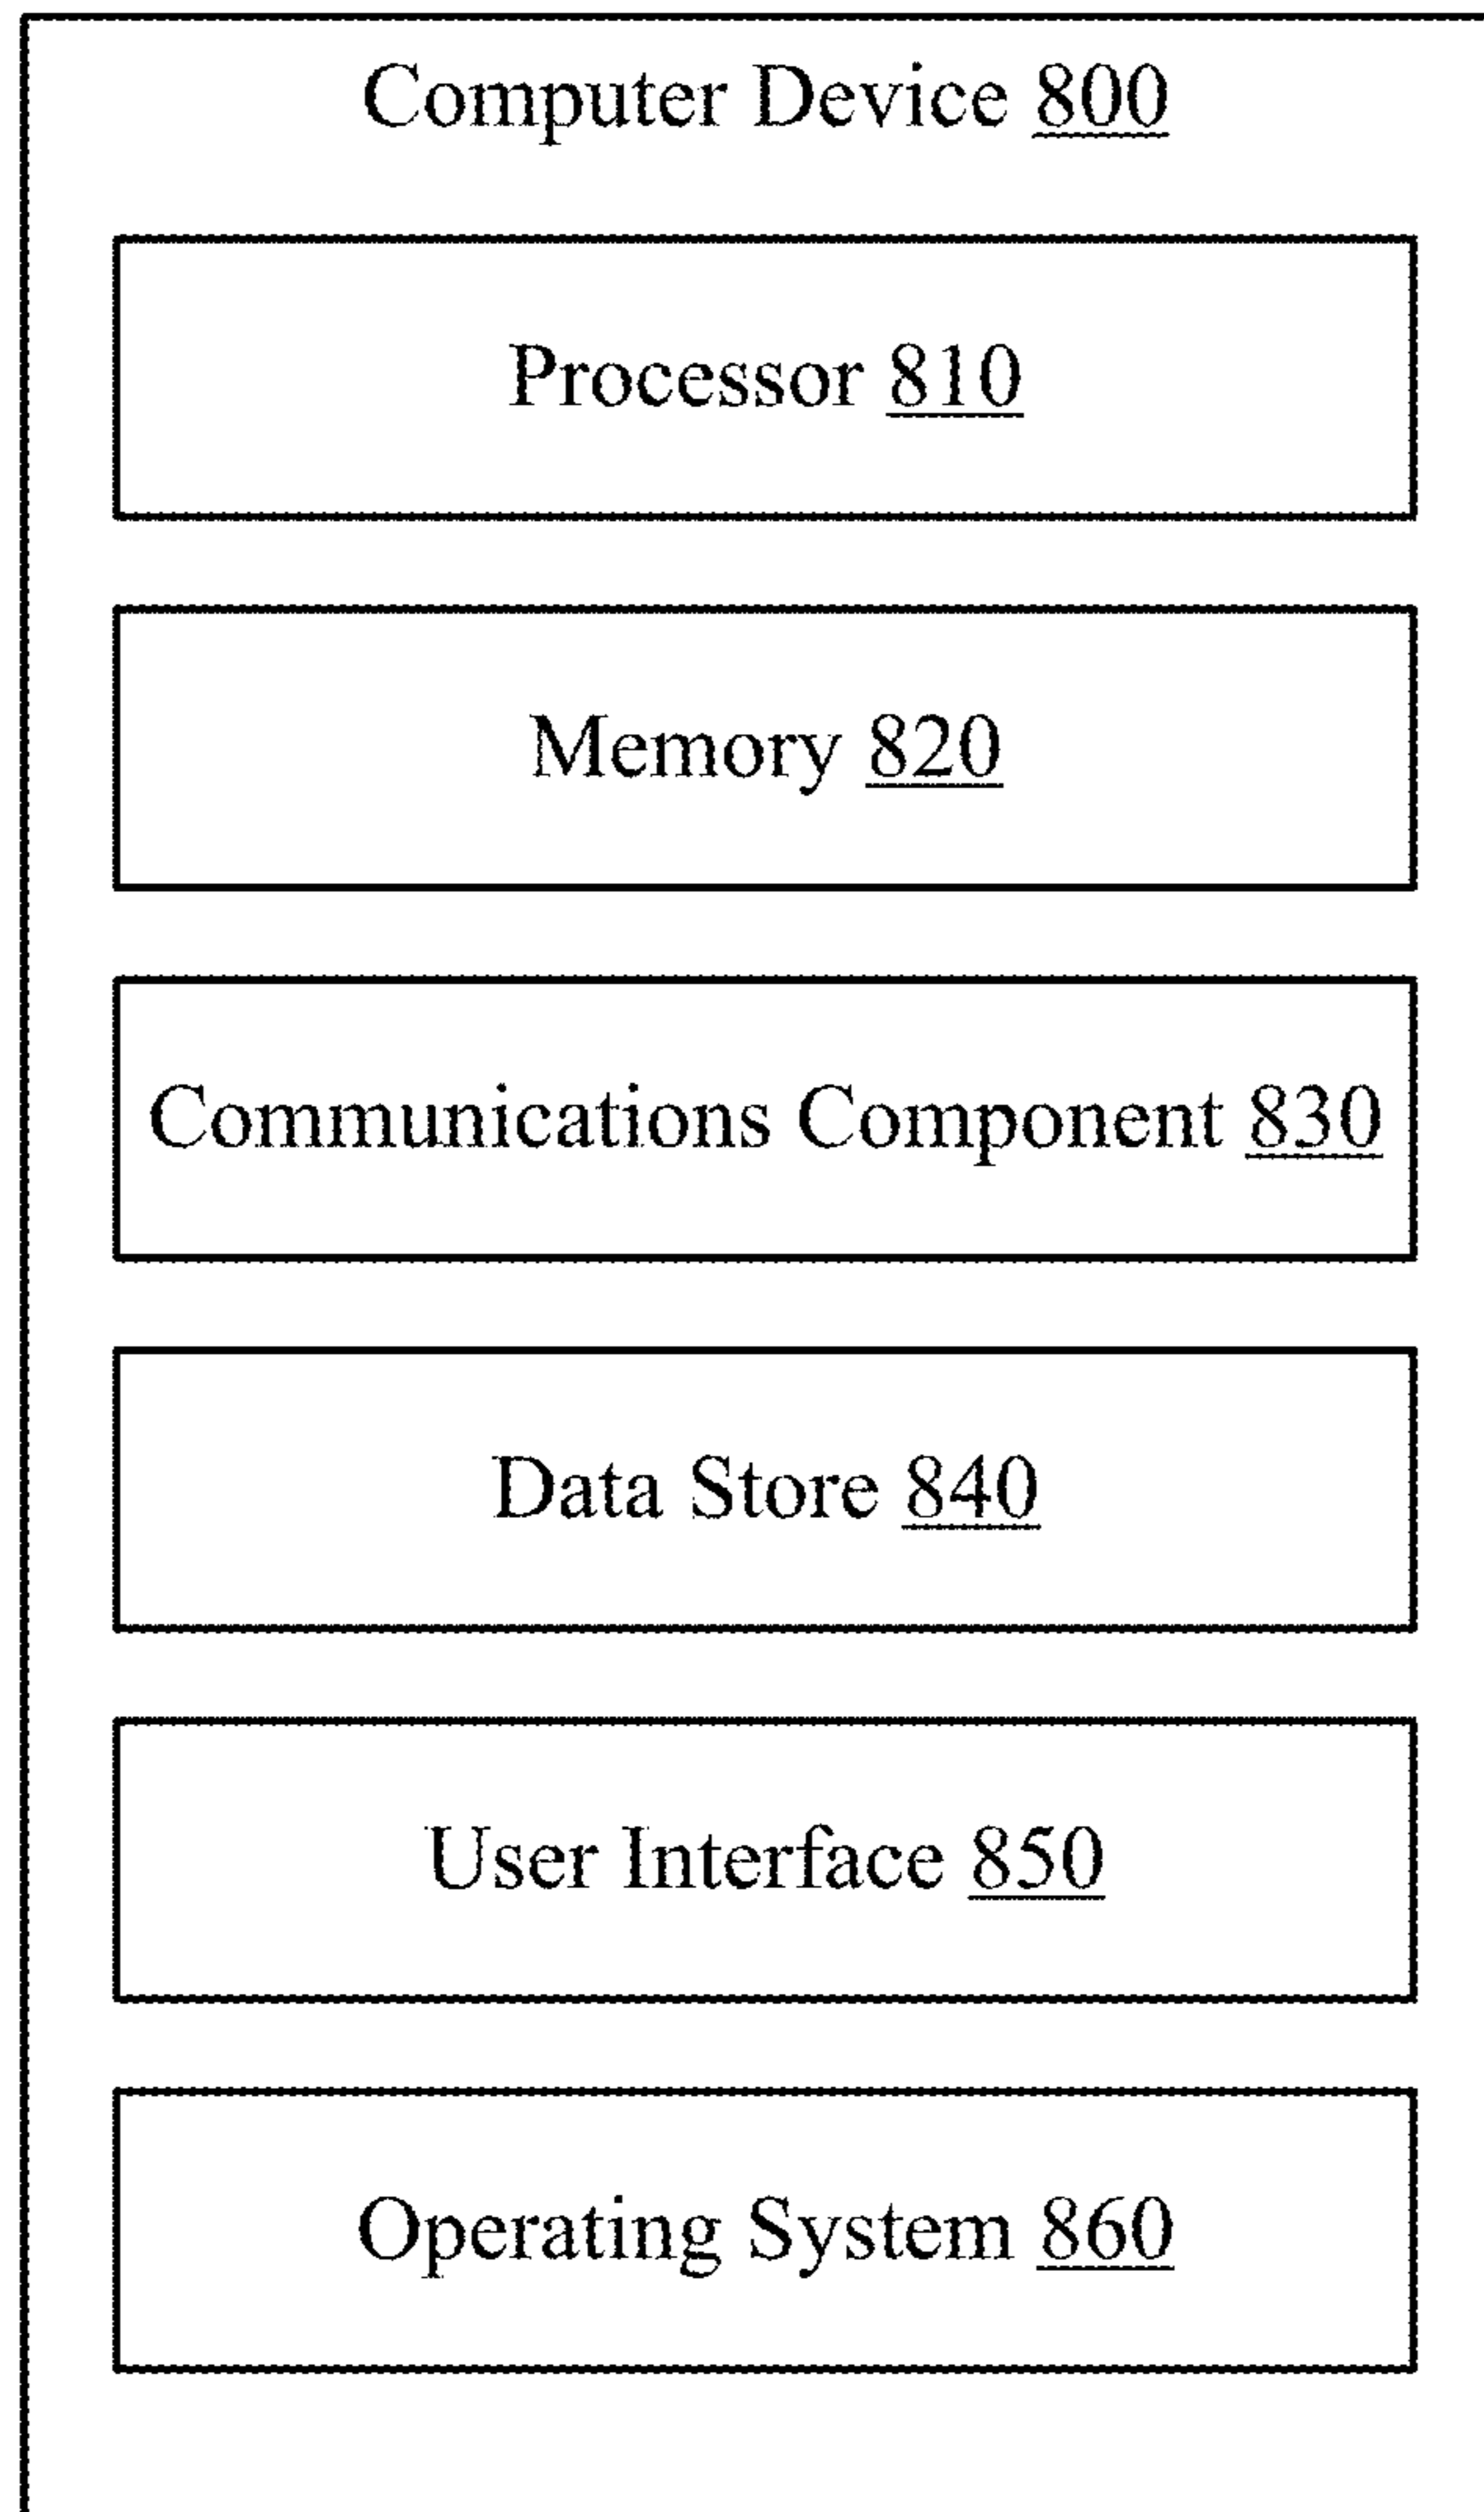 Computer Device 800
Processor 810
Memory 820
Communications Component 830
Data Store 840
User Interface 850
Operating System 860